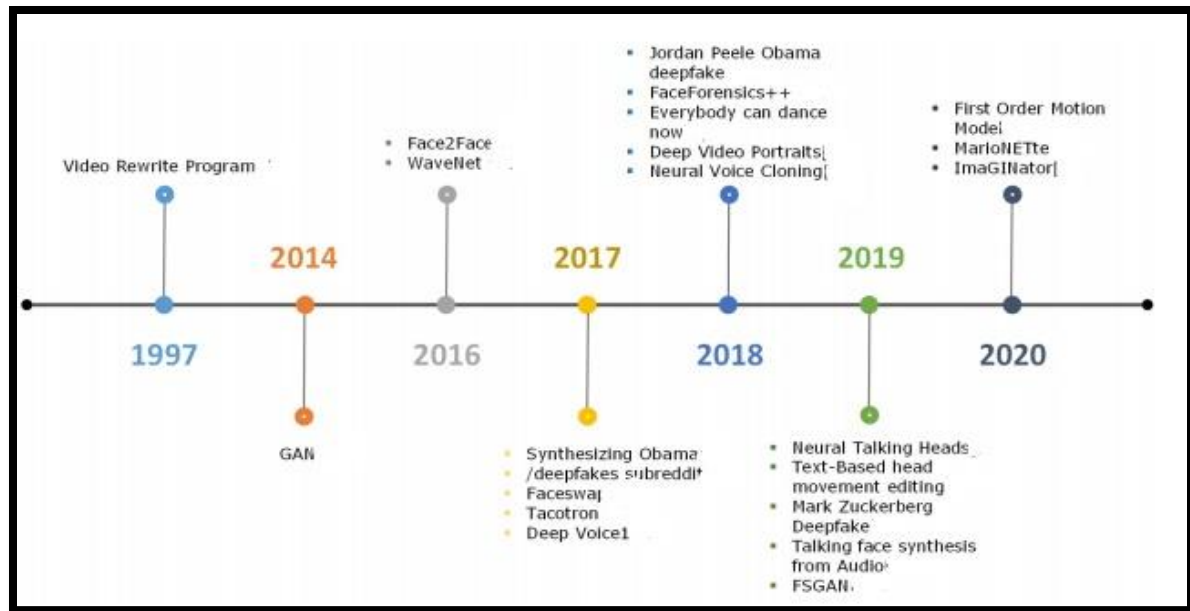 Video Rewrite Program
1997
2014
GAN
Face2Face
WaveNet
2016
2017
Synthesizing Obama
/deepfakes subreddit
Faceswap
Tacotron
Deep Voice1
Jordan Peele Obama
deepfake
FaceForensics++
Everybody can dance
now
Deep Video Portraits[
Neural Voice Cloning[
2018
2019
Neural Talking Heads
Text-Based head
movement editing
Mark Zuckerberg
Deepfake
Talking face synthesis
from Audio
FSGAN
First Order Motion
Model
MarioNETte
ImaGINator[
2020